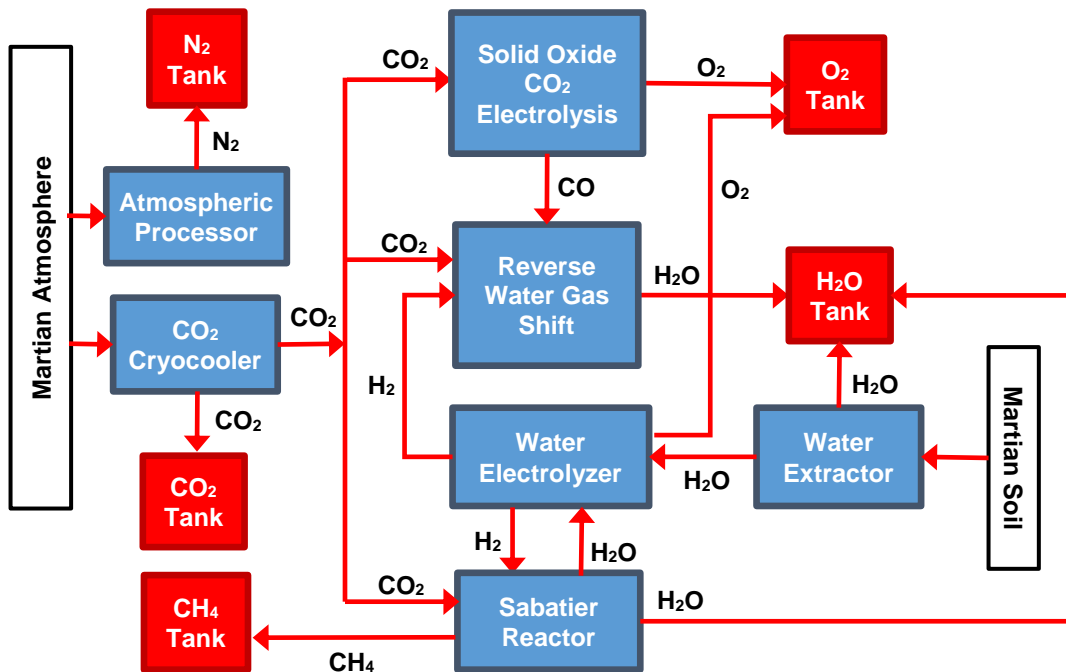 Martian Atmosphere
N₂
Tank
N₂
Atmospheric
Processor
CO₂
Cryocooler
CO₂
CO₂
CO₂
Tank
CH₄
Tank
CH₄
CO₂
Solid Oxide
CO₂
Electrolysis
O₂
O₂
Tank
CO
O₂
CO₂
Reverse
Water Gas
Shift
H₂O
H₂O
Tank
H₂
H₂O
Water
Electrolyzer
H₂O
Water
Extractor
Martian Soil
H₂
H₂O
CO₂
Sabatier
Reactor
H₂O